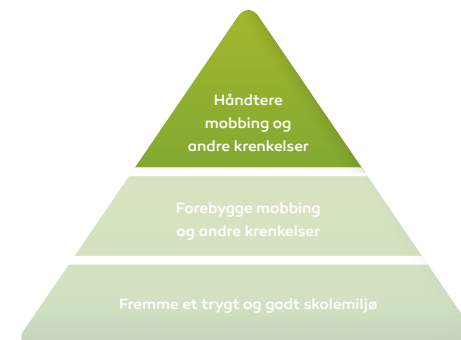 Håndtere
mobbing og
andre krenkelser
Forebygge mobbing
og andre krenkelser
Fremme et trygt og godt skolemiljø